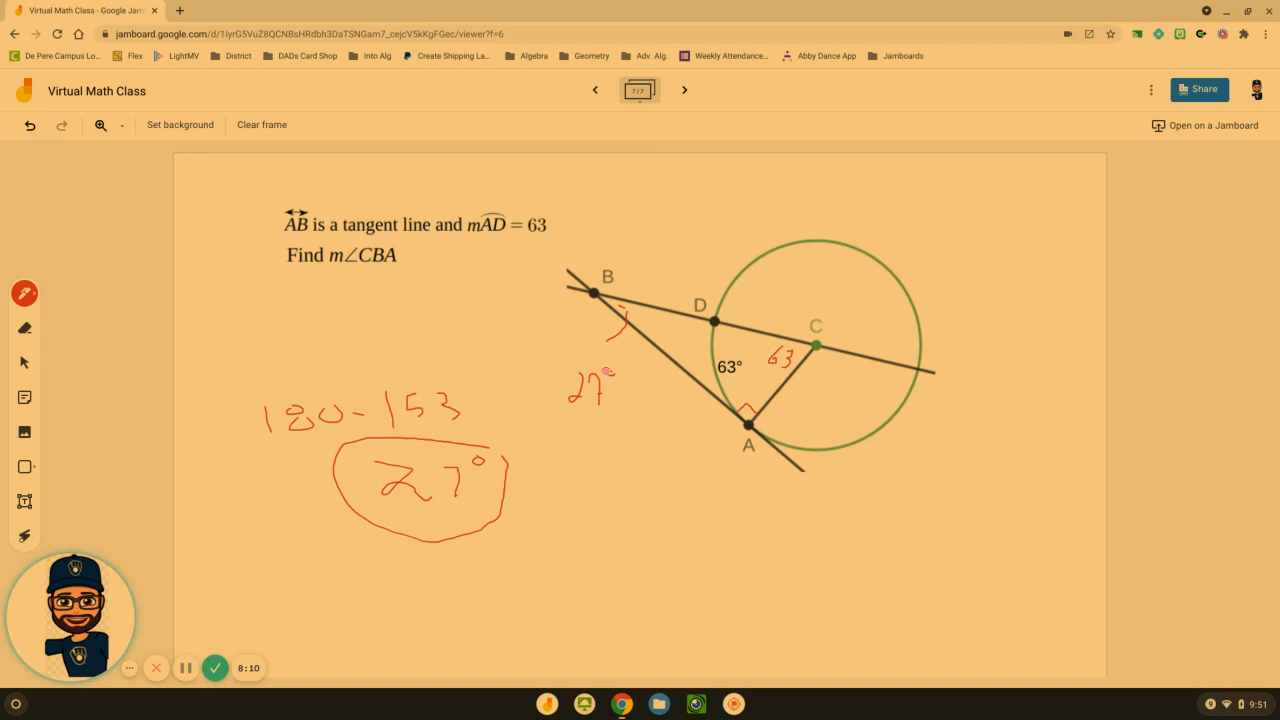 Virtual Math Class - Google Jam
jamboard.google.com/d/1IyrG5VuZ8QCNBsHRdbh3DaTSNGam7_cejcV5kKgFGec/viewer?f=6
De Pere Campus Lo... Flex LightMV District DADs Card Shop Into Alg Create Shipping La... Algebra Geometry Adv. Alg. Weekly Attendance... Abby Dance App Jamboards
Virtual Math Class
7/7
Share
Set background Clear frame
Open on a Jamboard
AB is a tangent line and mAD = 63
Find m∠CBA
B
D
C
63
63°
27°
A
180 - 153
27°
8:10
9:51